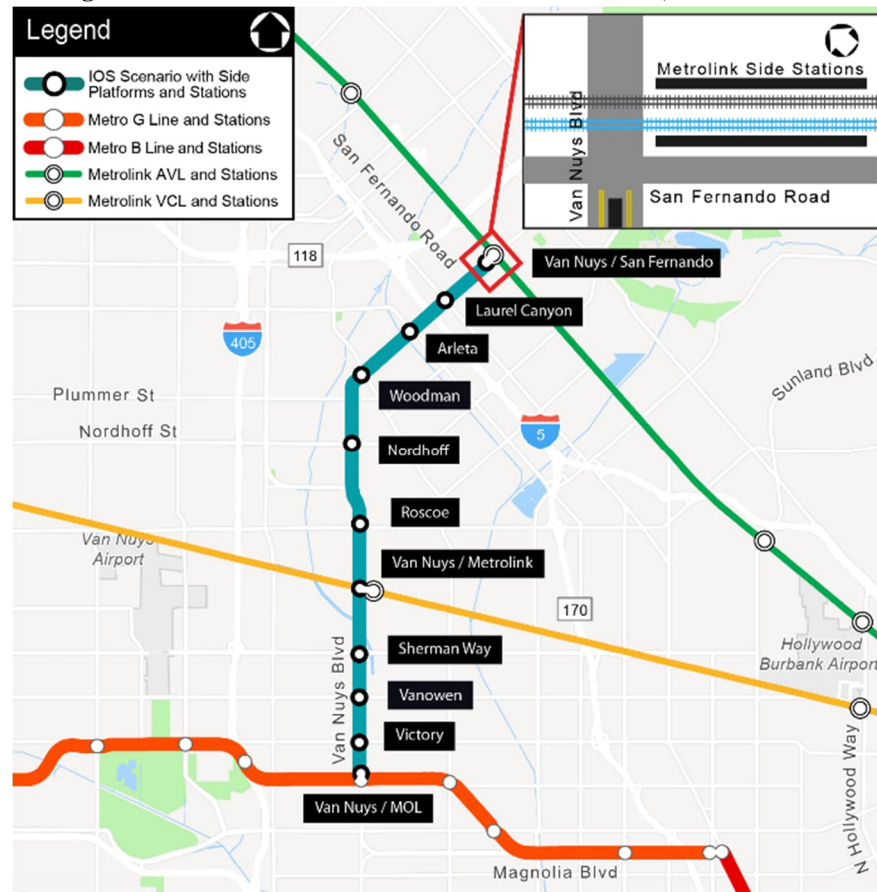 Legend
IOS Scenario with Side
Platforms and Stations
Metro G Line and Stations
Metro B Line and Stations
Metrolink AVL and Stations
Metrolink VCL and Stations
Metrolink Side Stations
Van Nuys Blvd
San Fernando Road
San Fernando Road
118
Van Nuys / San Fernando
Laurel Canyon
405
Arleta
Sunland Blvd
Plummer St
Woodman
Nordhoff St
5
Nordhoff
Roscoe
Van Nuys
Airport
Van Nuys / Metrolink
170
Sherman Way
Hollywood
Burbank Airport
Van Nuys Blvd
Vanowen
Victory
N Hollywood Way
Van Nuys / MOL
Magnolia Blvd